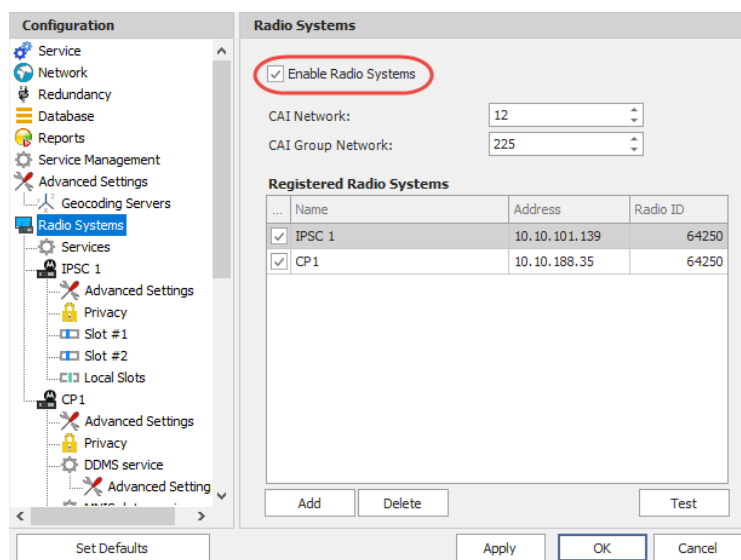 Configuration
Service
Network
Redundancy
Database
Reports
Service Management
Advanced Settings
Geocoding Servers
Radio Systems
Services
IPSC 1
Advanced Settings
Privacy
Slot #1
Slot #2
Local Slots
CP1
Advanced Settings
Privacy
DDMS service
Advanced Setting
Set Defaults
Radio Systems
Enable Radio Systems
CAI Network: 12
CAI Group Network: 225
Registered Radio Systems
... Name Address Radio ID
IPSC 1 10.10.101.139 64250
CP1 10.10.188.35 64250
Add Delete Test
Apply OK Cancel